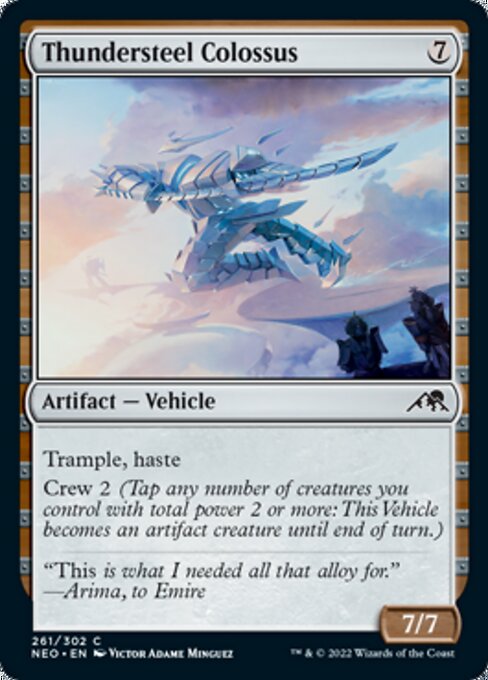 Thundersteel Colossus 7
Artifact — Vehicle
Trample, haste
Crew 2 (Tap any number of creatures you
control with total power 2 or more: This Vehicle
becomes an artifact creature until end of turn.)
“This is what I needed all that alloy for.”
—Arima, to Emire
7/7
261/302 C
NEO • EN Victor Adame Minguez
™ & © 2022 Wizards of the Coast